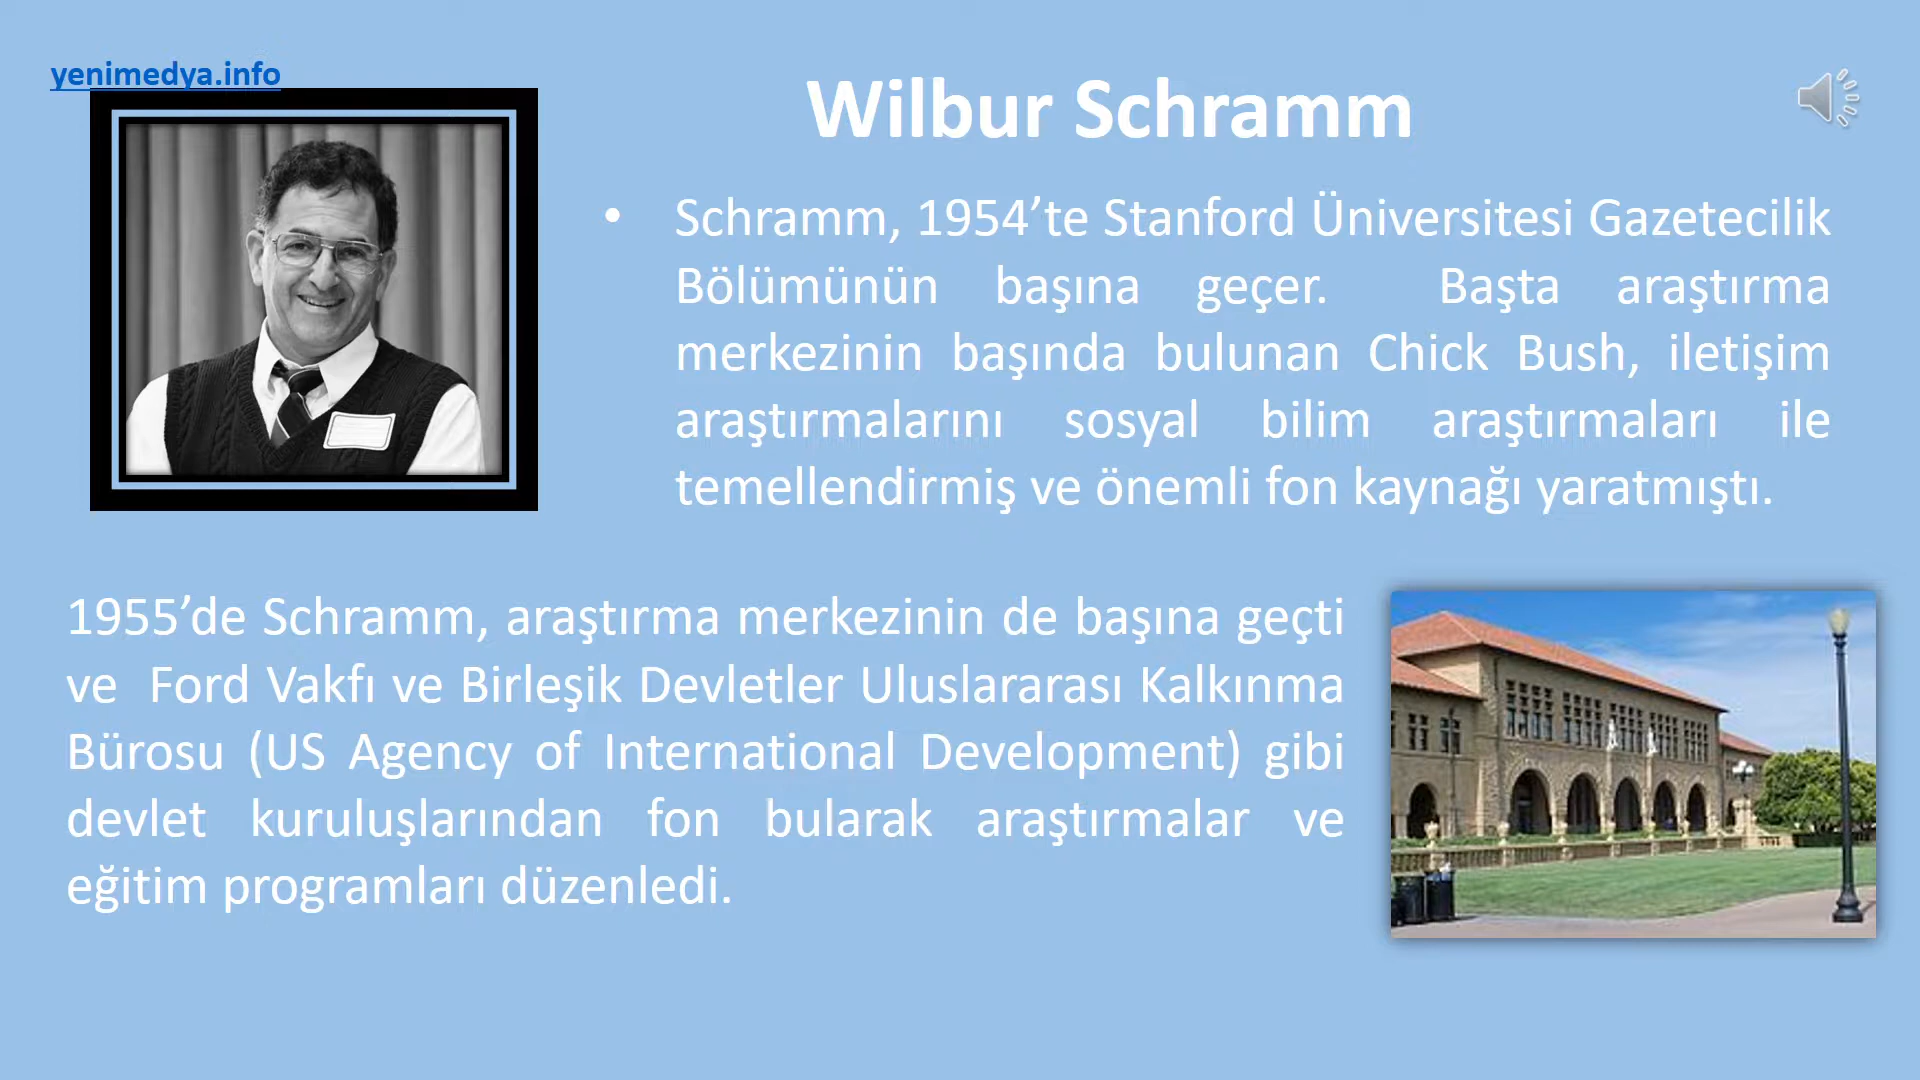 yenimedya.info
Wilbur Schramm
• Schramm, 1954’te Stanford Üniversitesi Gazetecilik
Bölümünün başına geçer. Başta araştırma
merkezinin başında bulunan Chick Bush, iletişim
araştırmalarını sosyal bilim araştırmaları ile
temellendirmiş ve önemli fon kaynağı yaratmıştı.
1955’de Schramm, araştırma merkezinin de başına geçti
ve Ford Vakfı ve Birleşik Devletler Uluslararası Kalkınma
Bürosu (US Agency of International Development) gibi
devlet kuruluşlarından fon bularak araştırmalar ve
eğitim programları düzenledi.